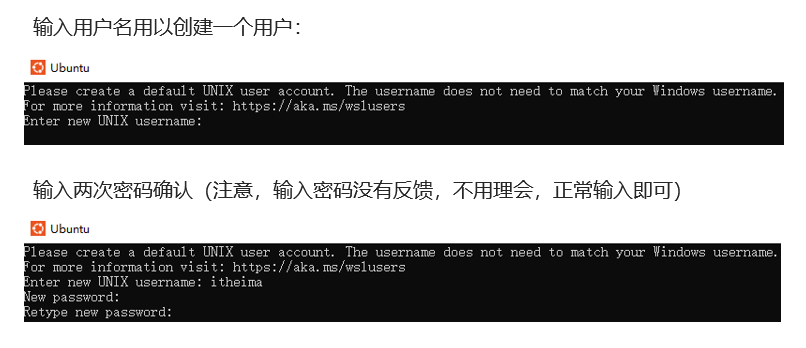 输入用户名用以创建一个用户：
Ubuntu
Please create a default UNIX user account. The username does not need to match your Windows username.
For more information visit: https://aka.ms/wslusers
Enter new UNIX username:
输入两次密码确认（注意，输入密码没有反馈，不用理会，正常输入即可）
Ubuntu
Please create a default UNIX user account. The username does not need to match your Windows username.
For more information visit: https://aka.ms/wslusers
Enter new UNIX username: itheima
New password:
Retype new password: